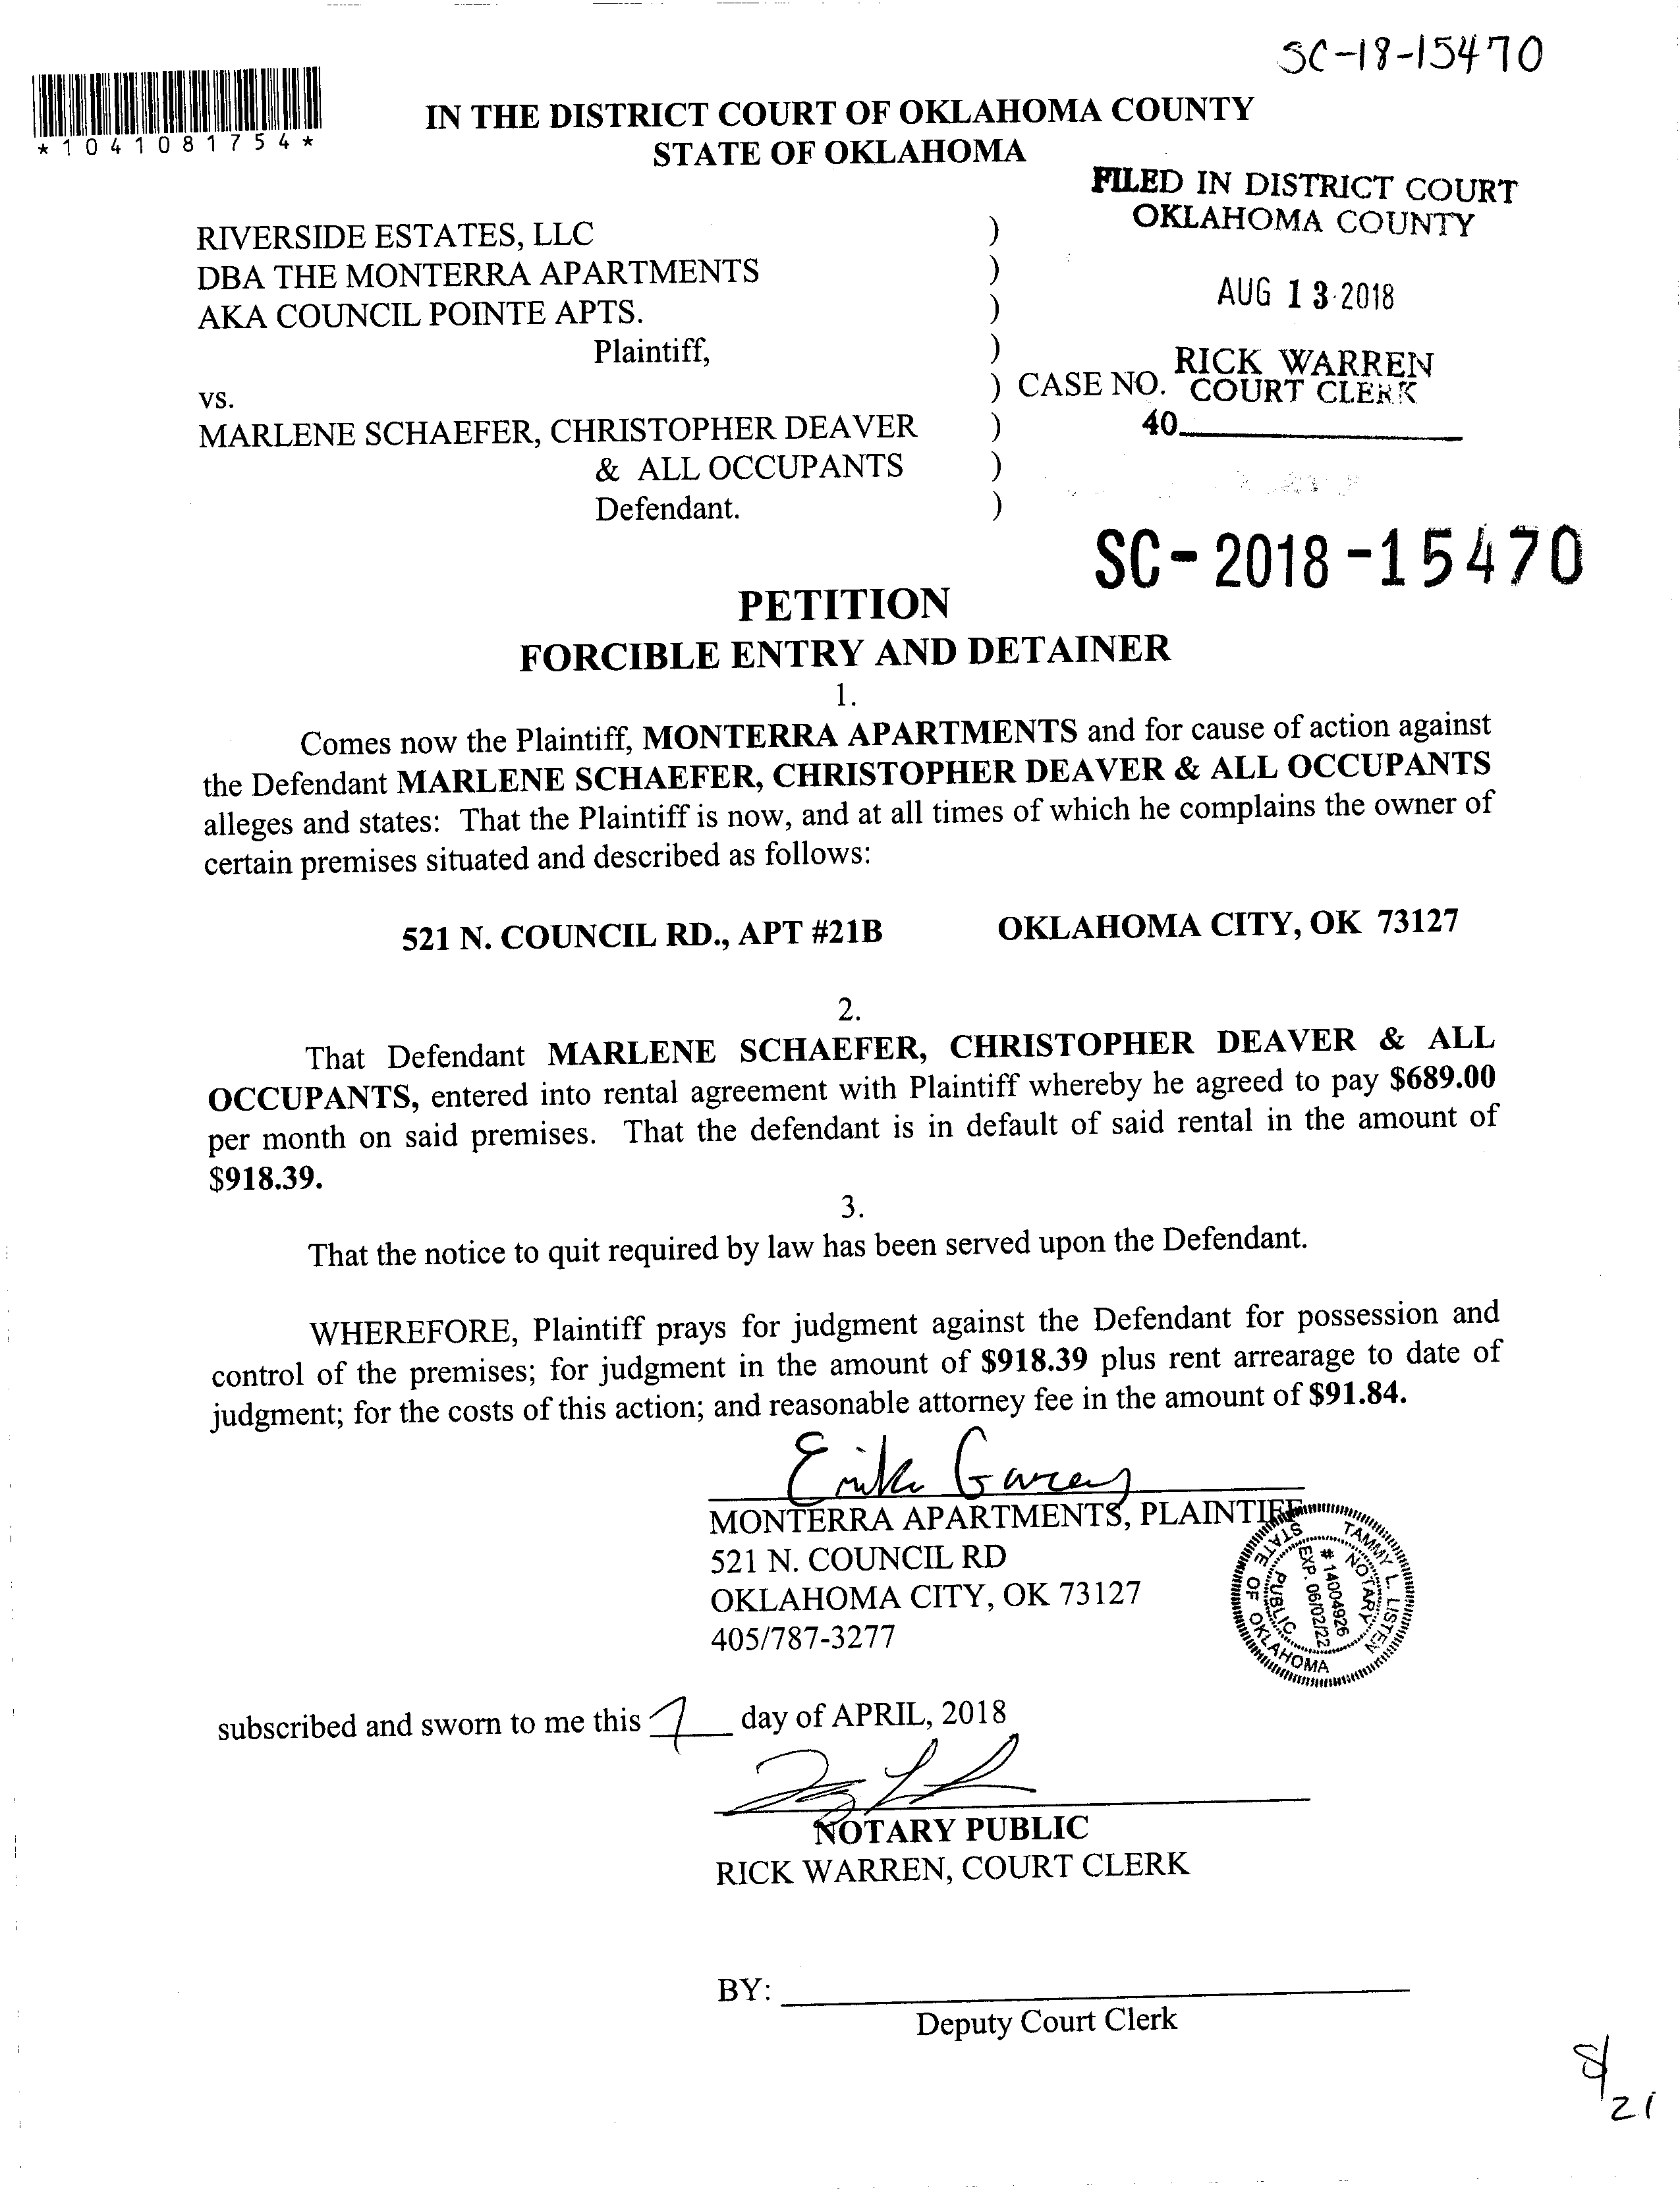 SC-18-15470
*1041081754*
IN THE DISTRICT COURT OF OKLAHOMA COUNTY
STATE OF OKLAHOMA
FILED IN DISTRICT COURT
OKLAHOMA COUNTY
AUG 13 2018
RICK WARREN
COURT CLERK
40
RIVERSIDE ESTATES, LLC )
DBA THE MONTERRA APARTMENTS )
AKA COUNCIL POINTE APTS. )
Plaintiff, )
vs. ) CASE NO.
MARLENE SCHAEFER, CHRISTOPHER DEAVER )
& ALL OCCUPANTS )
Defendant. )
SC-2018-15470
PETITION
FORCIBLE ENTRY AND DETAINER
1.
Comes now the Plaintiff, MONTERRA APARTMENTS and for cause of action against
the Defendant MARLENE SCHAEFER, CHRISTOPHER DEAVER & ALL OCCUPANTS
alleges and states: That the Plaintiff is now, and at all times of which he complains the owner of
certain premises situated and described as follows:
521 N. COUNCIL RD., APT #21B OKLAHOMA CITY, OK 73127
2.
That Defendant MARLENE SCHAEFER, CHRISTOPHER DEAVER & ALL
OCCUPANTS, entered into rental agreement with Plaintiff whereby he agreed to pay $689.00
per month on said premises. That the defendant is in default of said rental in the amount of
$918.39.
3.
That the notice to quit required by law has been served upon the Defendant.
WHEREFORE, Plaintiff prays for judgment against the Defendant for possession and
control of the premises; for judgment in the amount of $918.39 plus rent arrearage to date of
judgment; for the costs of this action; and reasonable attorney fee in the amount of $91.84.
MONTERRA APARTMENTS, PLAINTIFF
521 N. COUNCIL RD
OKLAHOMA CITY, OK 73127
405/787-3277
TAMMY L. LISTEN
NOTARY
# 14004926
EXP. 06/02/22
PUBLIC
STATE OF OKLAHOMA
subscribed and sworn to me this 7 day of APRIL, 2018
NOTARY PUBLIC
RICK WARREN, COURT CLERK
BY:
Deputy Court Clerk
8/21